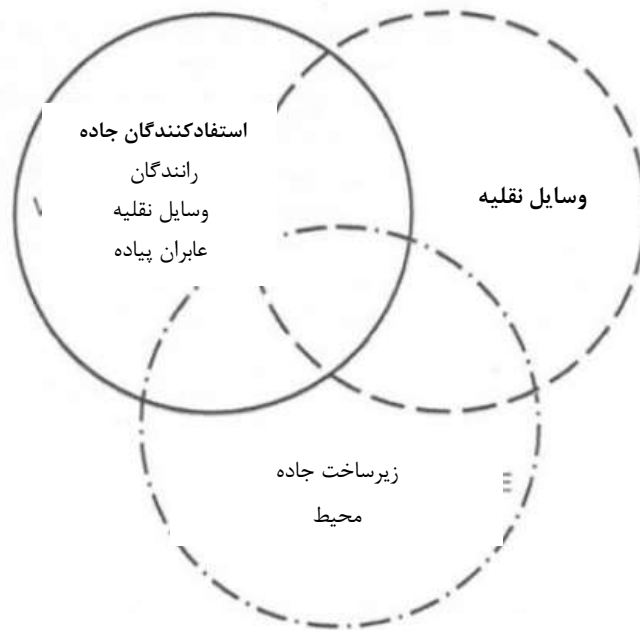 استفادکنندگان جاده
رانندگان
وسایل نقلیه
عابران پیاده
وسایل نقلیه
زیرساخت جاده
محیط